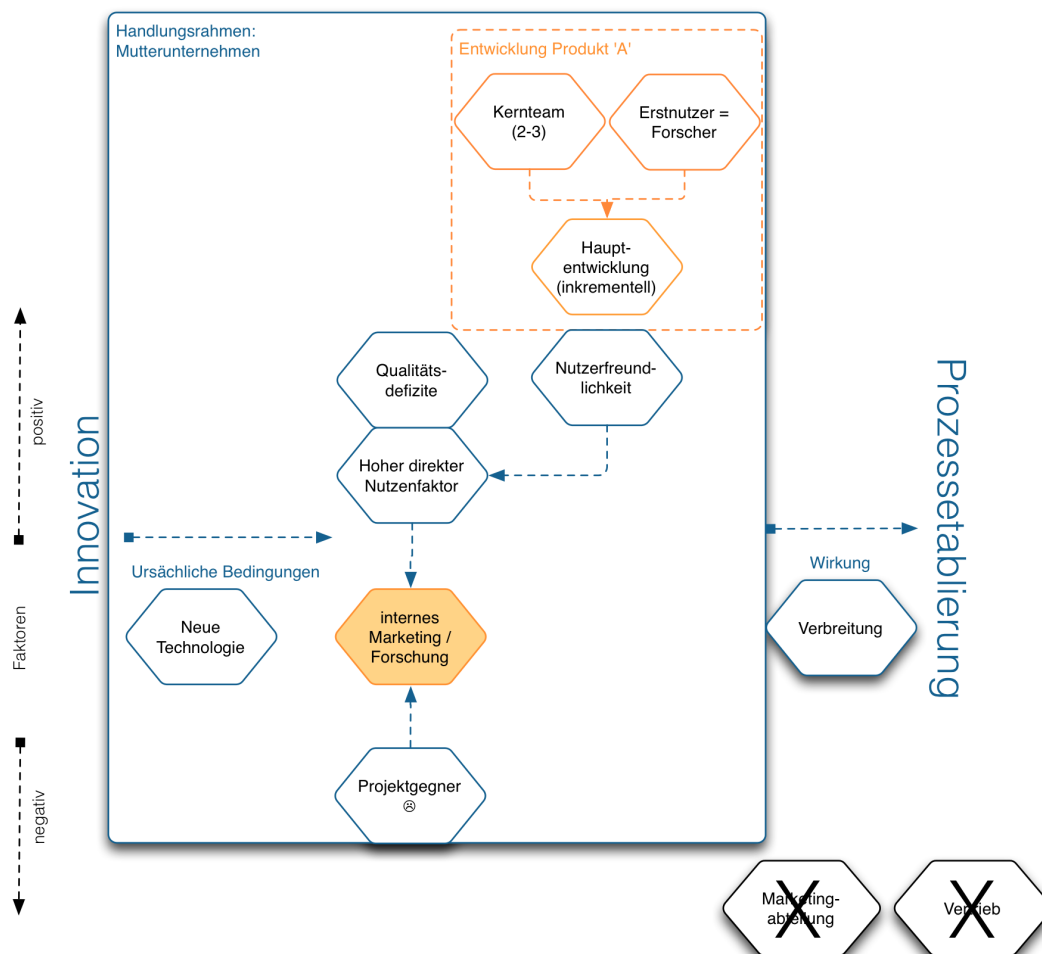 Handlungsrahmen:
Mutterunternehmen
Entwicklung Produkt 'A'
Kernteam
(2-3)
Erstnutzer =
Forscher
Haupt-
entwicklung
(inkrementell)
Qualitäts-
defizite
Nutzerfreund-
lichkeit
Hoher direkter
Nutzenfaktor
positiv
Innovation
Prozessetablierung
Ursächliche Bedingungen
Wirkung
Neue
Technologie
internes
Marketing /
Forschung
Verbreitung
Faktoren
Projektgegner
☹
negativ
Marketing-
abteilung
X
Vertrieb
X